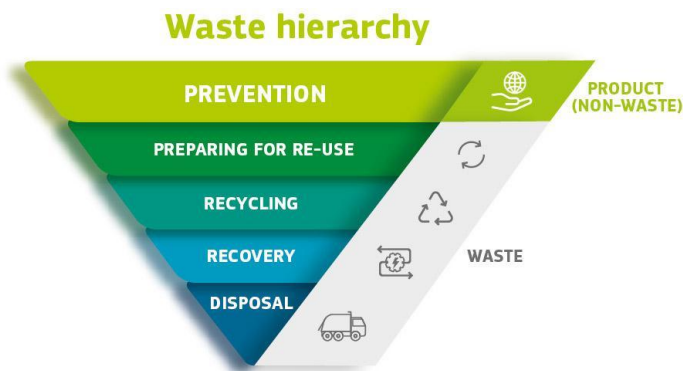 Waste hierarchy
PREVENTION
PRODUCT
(NON-WASTE)
PREPARING FOR RE-USE
RECYCLING
RECOVERY
WASTE
DISPOSAL